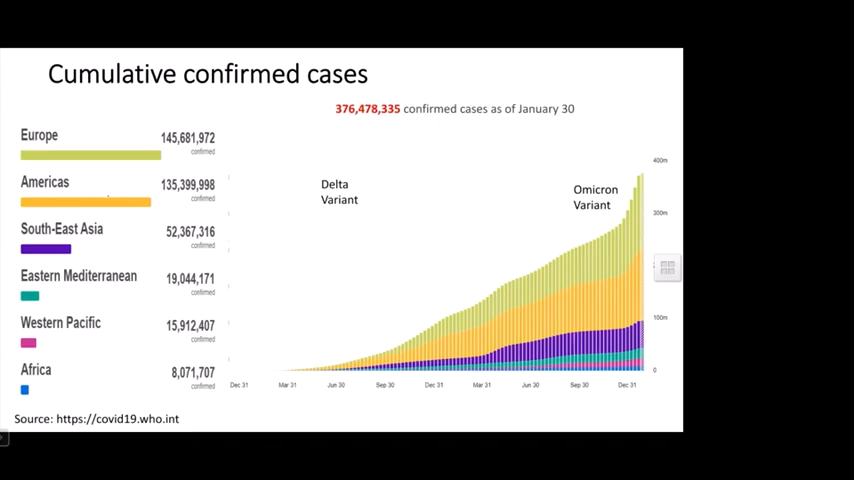 Cumulative confirmed cases
376,478,335 confirmed cases as of January 30
Europe 145,681,972
confirmed
Americas 135,399,998
confirmed
South-East Asia 52,367,316
confirmed
Eastern Mediterranean 19,044,171
confirmed
Western Pacific 15,912,407
confirmed
Africa 8,071,707
confirmed
Delta
Variant
Omicron
Variant
400m
300m
100m
0
Dec 31 Mar 31 Jun 30 Sep 30 Dec 31 Mar 31 Jun 30 Sep 30 Dec 31
Source: https://covid19.who.int